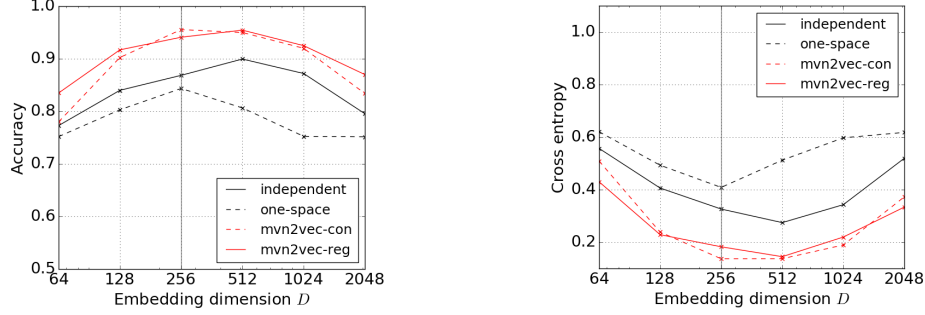 1.0
0.9
0.8
0.7
0.6
0.5
Accuracy
independent
one-space
mvn2vec-con
mvn2vec-reg
64 128 256 512 1024 2048
Embedding dimension D
1.0
0.8
0.6
0.4
0.2
Cross entropy
independent
one-space
mvn2vec-con
mvn2vec-reg
64 128 256 512 1024 2048
Embedding dimension D